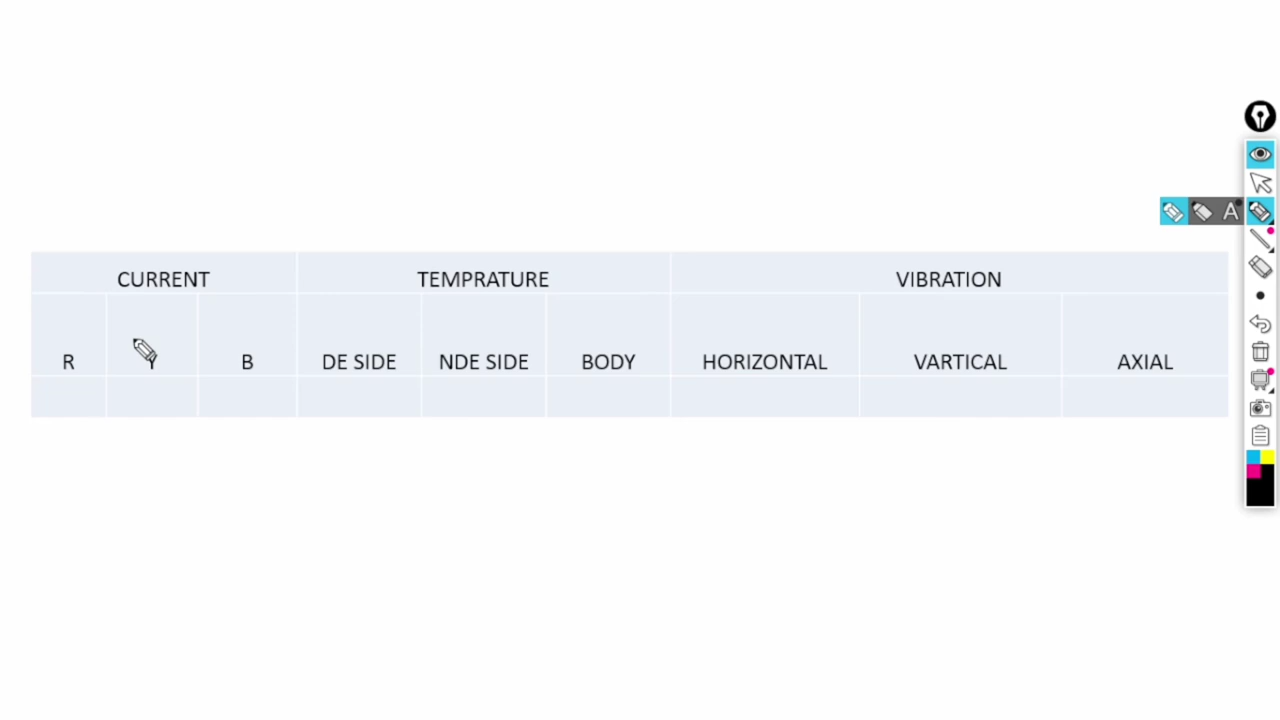 CURRENT TEMPRATURE VIBRATION
R Y B DE SIDE NDE SIDE BODY HORIZONTAL VARTICAL AXIAL
A